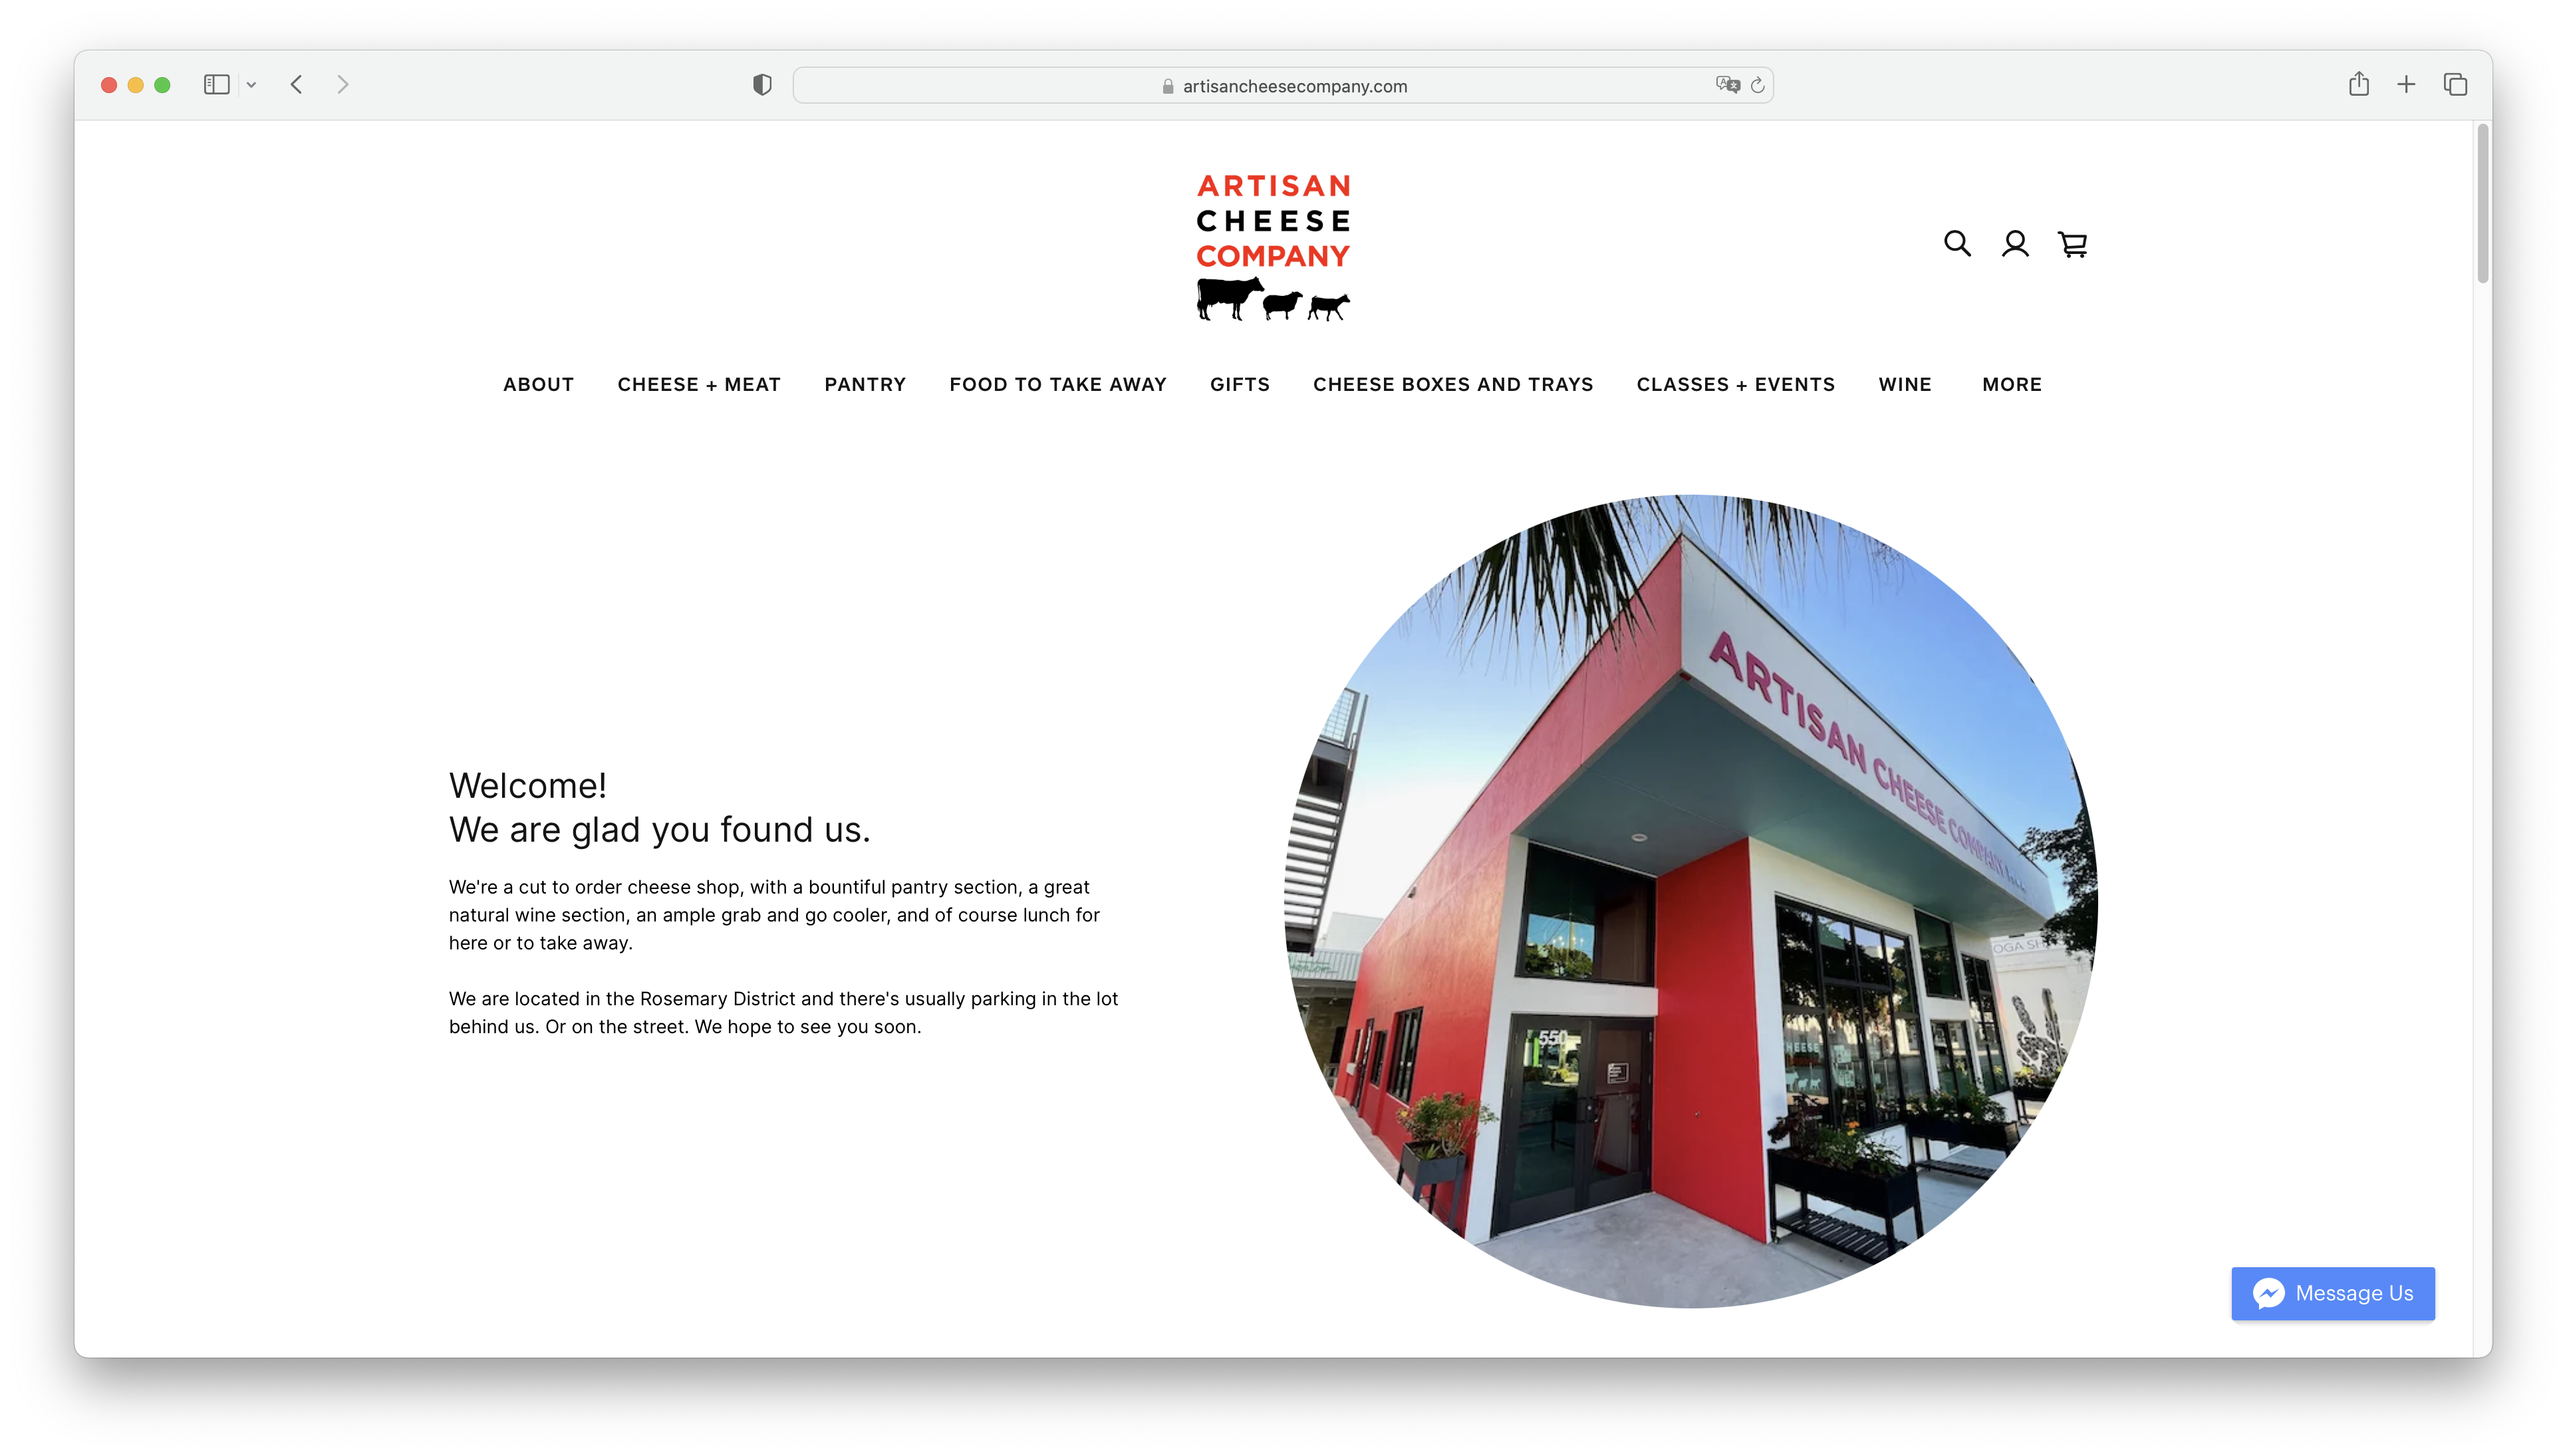 artisancheesecompany.com
ARTISAN
CHEESE
COMPANY
ABOUT CHEESE + MEAT PANTRY FOOD TO TAKE AWAY GIFTS CHEESE BOXES AND TRAYS CLASSES + EVENTS WINE MORE
Welcome!
We are glad you found us.
We're a cut to order cheese shop, with a bountiful pantry section, a great
natural wine section, an ample grab and go cooler, and of course lunch for
here or to take away.
We are located in the Rosemary District and there's usually parking in the lot
behind us. Or on the street. We hope to see you soon.
ARTISAN CHEESE COMPANY
550
Message Us